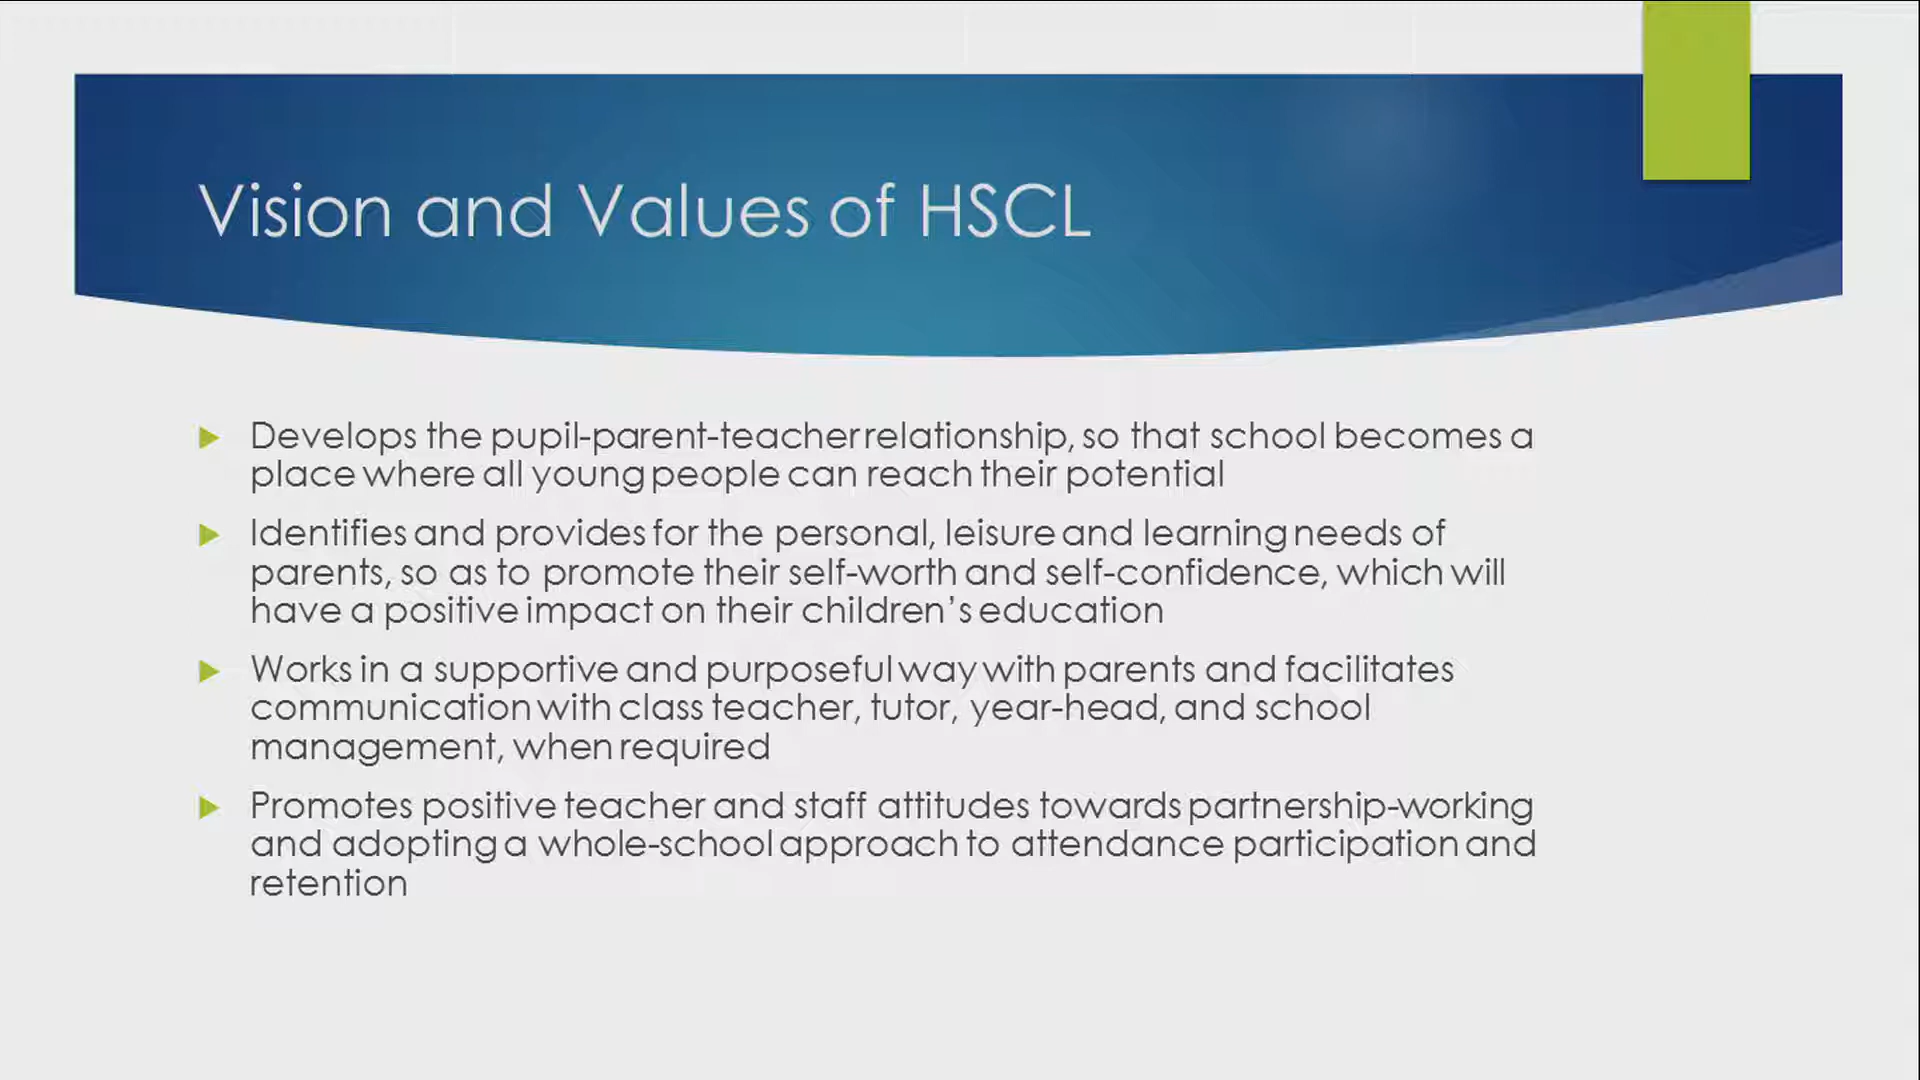 Vision and Values of HSCL
Develops the pupil-parent-teacher relationship, so that school becomes a
place where all young people can reach their potential
Identifies and provides for the personal, leisure and learning needs of
parents, so as to promote their self-worth and self-confidence, which will
have a positive impact on their children’s education
Works in a supportive and purposeful way with parents and facilitates
communication with class teacher, tutor, year-head, and school
management, when required
Promotes positive teacher and staff attitudes towards partnership-working
and adopting a whole-school approach to attendance participation and
retention